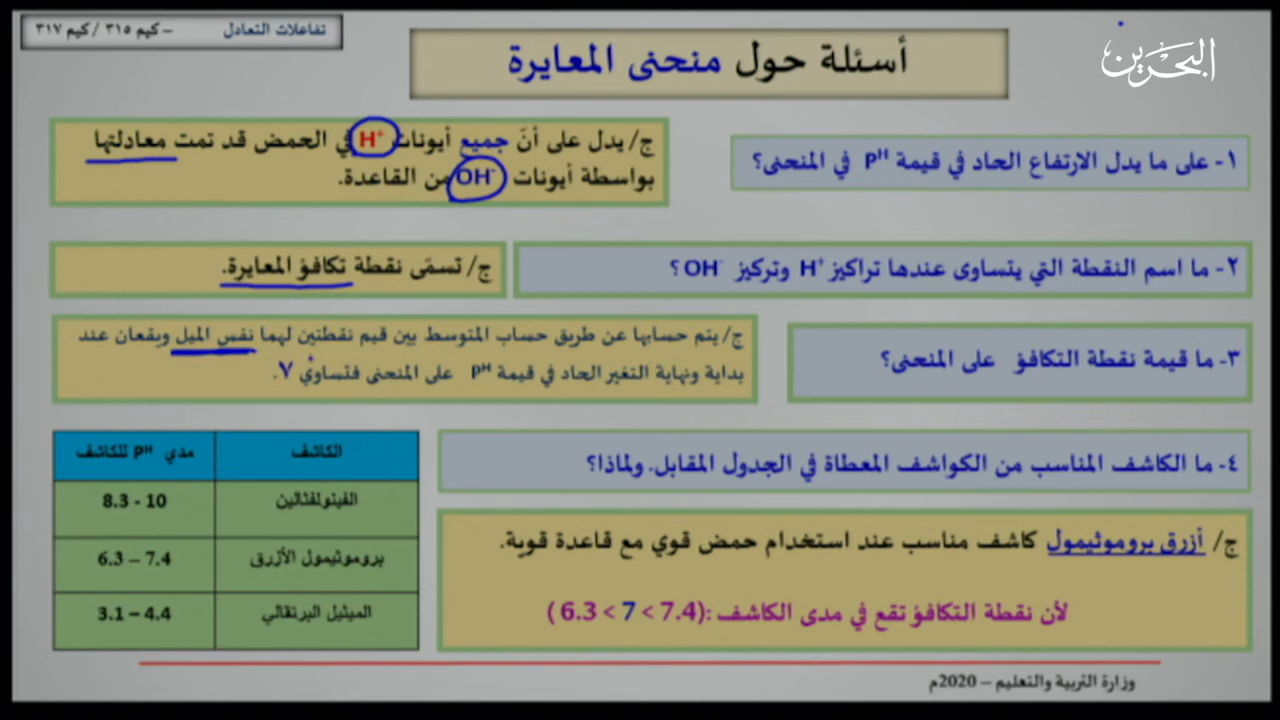 تفاعلات التعادل – كيم ٣١٥ / كيم ٣١٧
البحرين
أسئلة حول منحنى المعايرة
١- على ما يدل الارتفاع الحاد في قيمة PH في المنحنى؟
ج/ يدل على أنّ جميع أيونات H+ في الحمض قد تمت معادلتها
بواسطة أيونات OH- من القاعدة.
٢- ما اسم النقطة التي يتساوى عندها تراكيز H+ وتركيز OH- ؟
ج/ تسمّى نقطة تكافؤ المعايرة.
٣- ما قيمة نقطة التكافؤ على المنحنى؟
ج/ يتم حسابها عن طريق حساب المتوسط بين قيم نقطتين لهما نفس الميل ويقعان عند
بداية ونهاية التغير الحاد في قيمة PH على المنحنى فتساوي ٧.
٤- ما الكاشف المناسب من الكواشف المعطاة في الجدول المقابل. ولماذا؟
ج/ أزرق بروموثيمول كاشف مناسب عند استخدام حمض قوي مع قاعدة قوية.
لأن نقطة التكافؤ تقع في مدى الكاشف :(7.4 > 7 > 6.3 )
الكاشف مدي PH للكاشف
الفينولفثالين 8.3 - 10
بروموثيمول الأزرق 6.3 – 7.4
الميثيل البرتقالي 3.1 – 4.4
وزارة التربية والتعليم – 2020م